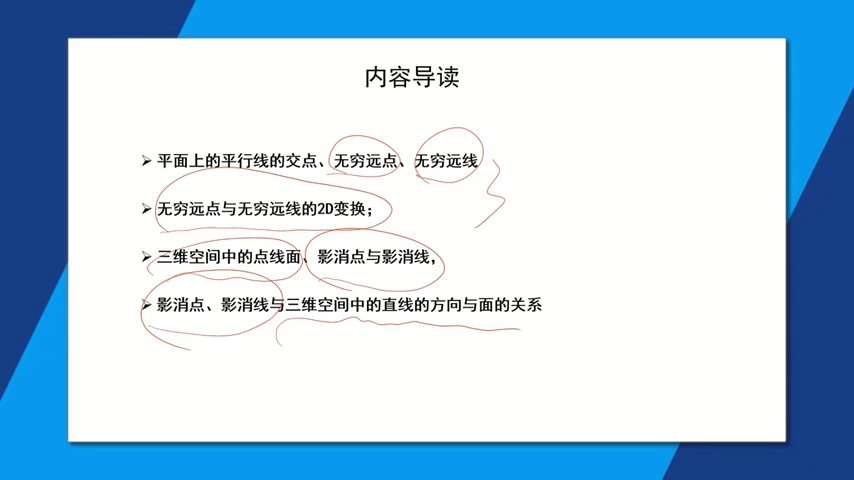 内容导读
➢ 平面上的平行线的交点、无穷远点、无穷远线
➢ 无穷远点与无穷远线的2D变换；
➢ 三维空间中的点线面、影消点与影消线，
➢ 影消点、影消线与三维空间中的直线的方向与面的关系